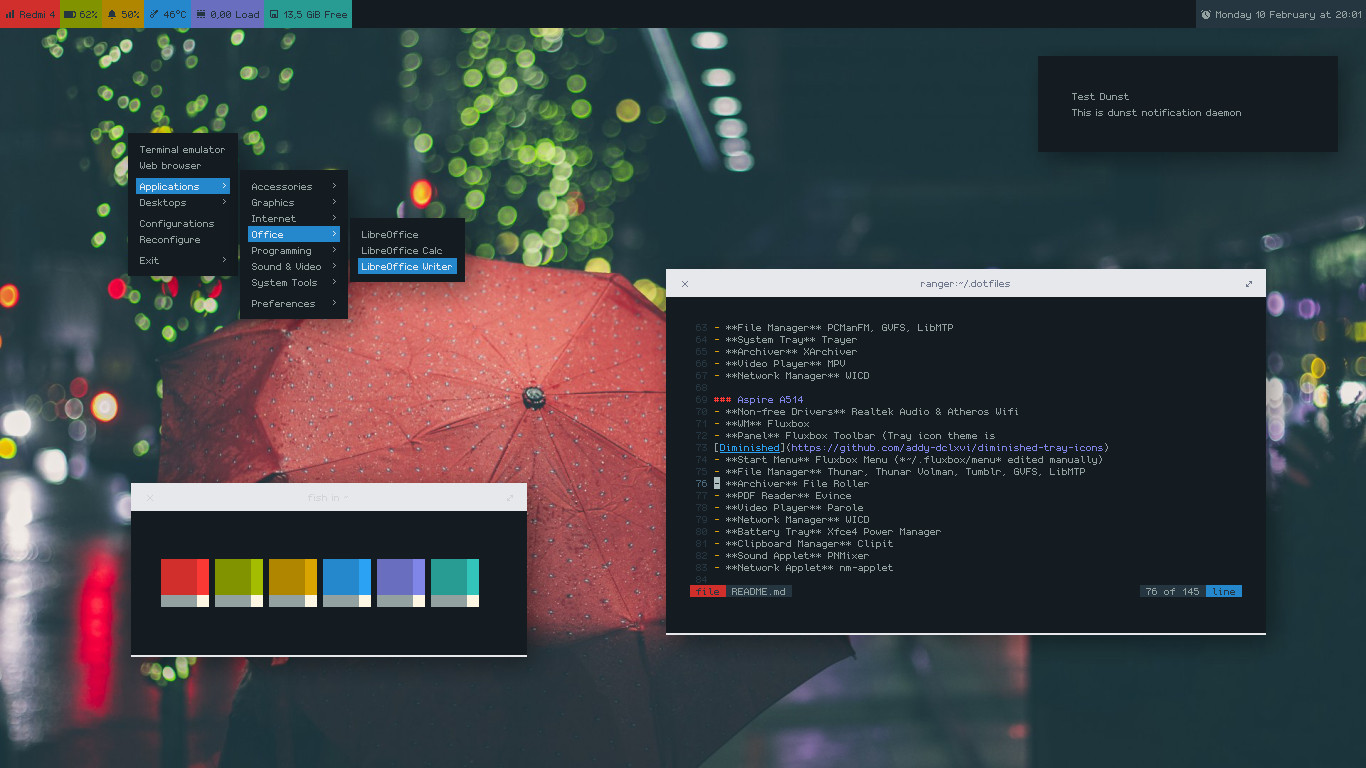 Redmi 4 62% 50% 46°C 0,00 Load 13,5 GiB Free
Monday 10 February at 20:01
Test Dunst
This is dunst notification daemon
Terminal emulator
Web browser
Applications
Desktops
Configurations
Reconfigure
Exit
Accessories
Graphics
Internet
Office
Programming
Sound & Video
System Tools
Preferences
LibreOffice
LibreOffice Calc
LibreOffice Writer
ranger:~/.dotfiles
63 - **File Manager** PCManFM, GVFS, LibMTP
64 - **System Tray** Trayer
65 - **Archiver** XArchiver
66 - **Video Player** MPV
67 - **Network Manager** WICD
68
69 ### Aspire A514
70 - **Non-free Drivers** Realtek Audio & Atheros Wifi
71 - **WM** Fluxbox
72 - **Panel** Fluxbox Toolbar (Tray icon theme is
73 [Diminished](https://github.com/addy-dclxvi/diminished-tray-icons)
74 - **Start Menu** Fluxbox Menu (*~/.fluxbox/menu* edited manually)
75 - **File Manager** Thunar, Thunar Volman, Tumblr, GVFS, LibMTP
76 - **Archiver** File Roller
77 - **PDF Reader** Evince
78 - **Video Player** Parole
79 - **Network Manager** WICD
80 - **Battery Tray** Xfce4 Power Manager
81 - **Clipboard Manager** Clipit
82 - **Sound Applet** PNMixer
83 - **Network Applet** nm-applet
84
file README.md 76 of 145 line
fish in ~